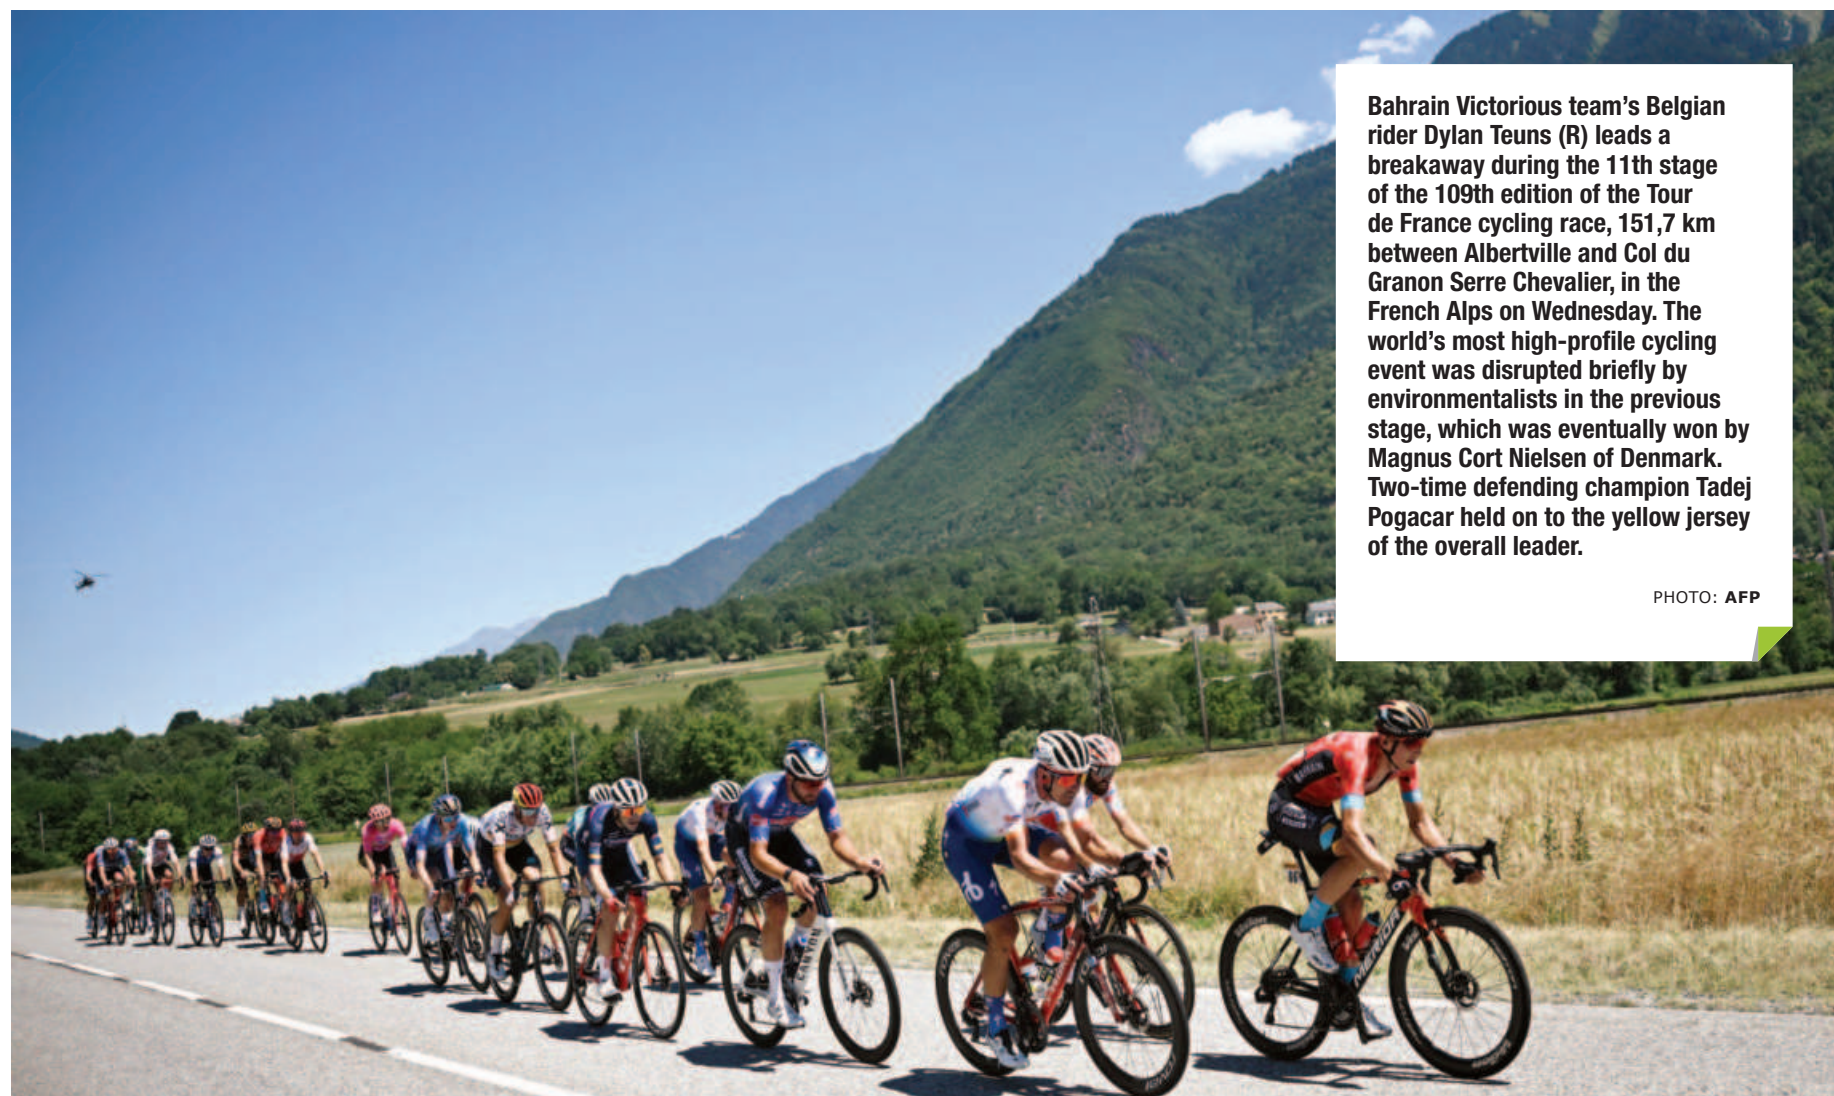 Bahrain Victorious team’s Belgian
rider Dylan Teuns (R) leads a
breakaway during the 11th stage
of the 109th edition of the Tour
de France cycling race, 151,7 km
between Albertville and Col du
Granon Serre Chevalier, in the
French Alps on Wednesday. The
world’s most high-profile cycling
event was disrupted briefly by
environmentalists in the previous
stage, which was eventually won by
Magnus Cort Nielsen of Denmark.
Two-time defending champion Tadej
Pogacar held on to the yellow jersey
of the overall leader.
PHOTO: AFP
BAHRAIN
CANYON
MERIDA